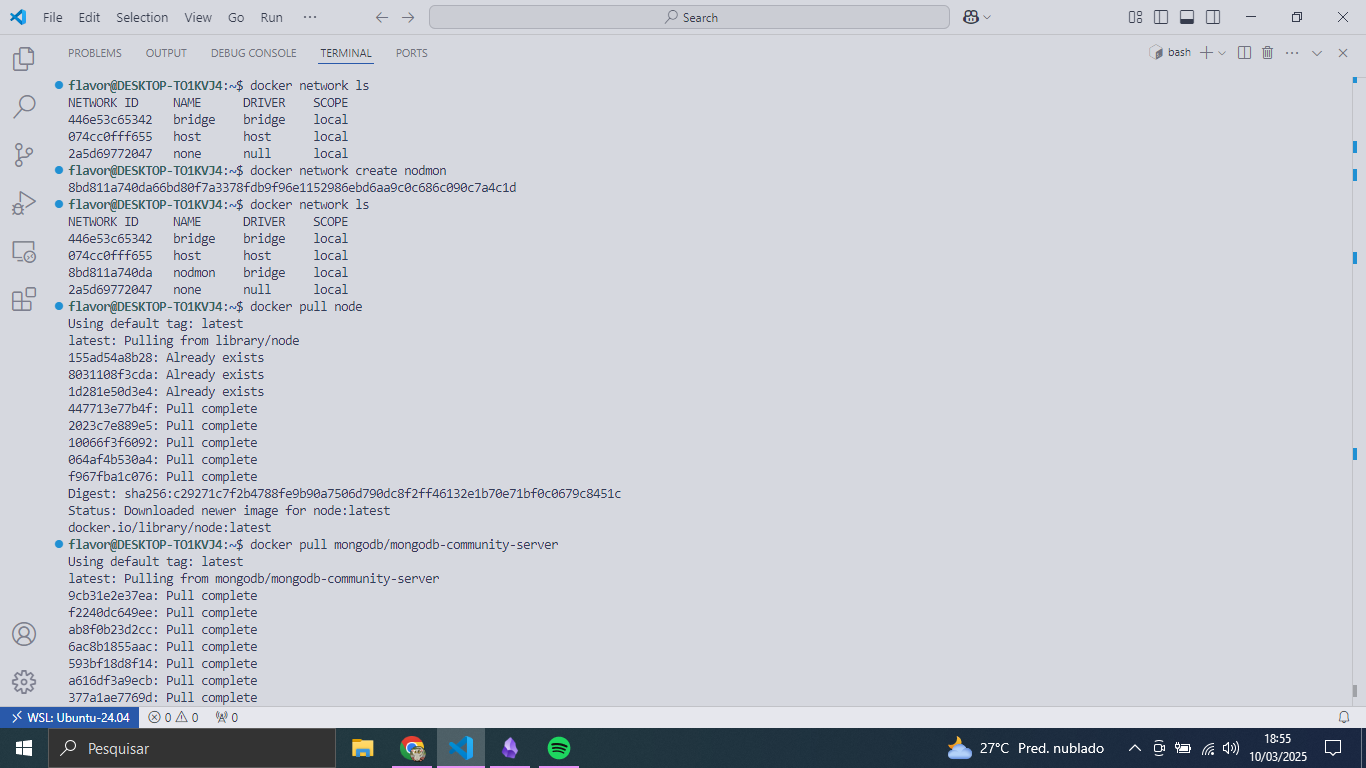 File Edit Selection View Go Run ··· Search
PROBLEMS OUTPUT DEBUG CONSOLE TERMINAL PORTS bash
flavor@DESKTOP-TO1KVJ4:~$ docker network ls
NETWORK ID NAME DRIVER SCOPE
446e53c65342 bridge bridge local
074cc0fff655 host host local
2a5d69772047 none null local
flavor@DESKTOP-TO1KVJ4:~$ docker network create nodmon
8bd811a740da66bd80f7a3378fdb9f96e1152986ebd6aa9c0c686c090c7a4c1d
flavor@DESKTOP-TO1KVJ4:~$ docker network ls
NETWORK ID NAME DRIVER SCOPE
446e53c65342 bridge bridge local
074cc0fff655 host host local
8bd811a740da nodmon bridge local
2a5d69772047 none null local
flavor@DESKTOP-TO1KVJ4:~$ docker pull node
Using default tag: latest
latest: Pulling from library/node
155ad54a8b28: Already exists
8031108f3cda: Already exists
1d281e50d3e4: Already exists
447713e77b4f: Pull complete
2023c7e889e5: Pull complete
10066f3f6092: Pull complete
064af4b530a4: Pull complete
f967fba1c076: Pull complete
Digest: sha256:c29271c7f2b4788fe9b90a7506d790dc8f2ff46132e1b70e71bf0c0679c8451c
Status: Downloaded newer image for node:latest
docker.io/library/node:latest
flavor@DESKTOP-TO1KVJ4:~$ docker pull mongodb/mongodb-community-server
Using default tag: latest
latest: Pulling from mongodb/mongodb-community-server
9cb31e2e37ea: Pull complete
f2240dc649ee: Pull complete
ab8f0b23d2cc: Pull complete
6ac8b1855aac: Pull complete
593bf18d8f14: Pull complete
a616df3a9ecb: Pull complete
377a1ae7769d: Pull complete
WSL: Ubuntu-24.04 0 0 0
Pesquisar 27°C Pred. nublado 18:55
10/03/2025